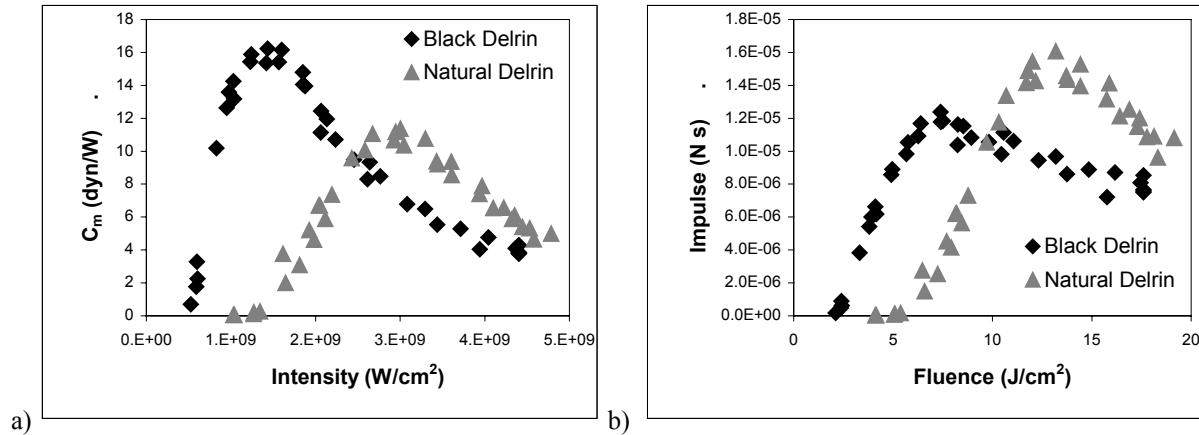 18
16
14
12
10
8
6
4
2
0
C_m (dyn/W)
Black Delrin
Natural Delrin
0.E+00 1.E+09 2.E+09 3.E+09 4.E+09 5.E+09
Intensity (W/cm²)
a)
1.8E-05
1.6E-05
1.4E-05
1.2E-05
1.0E-05
8.0E-06
6.0E-06
4.0E-06
2.0E-06
0.0E+00
Impulse (N s)
Black Delrin
Natural Delrin
0 5 10 15 20
Fluence (J/cm²)
b)